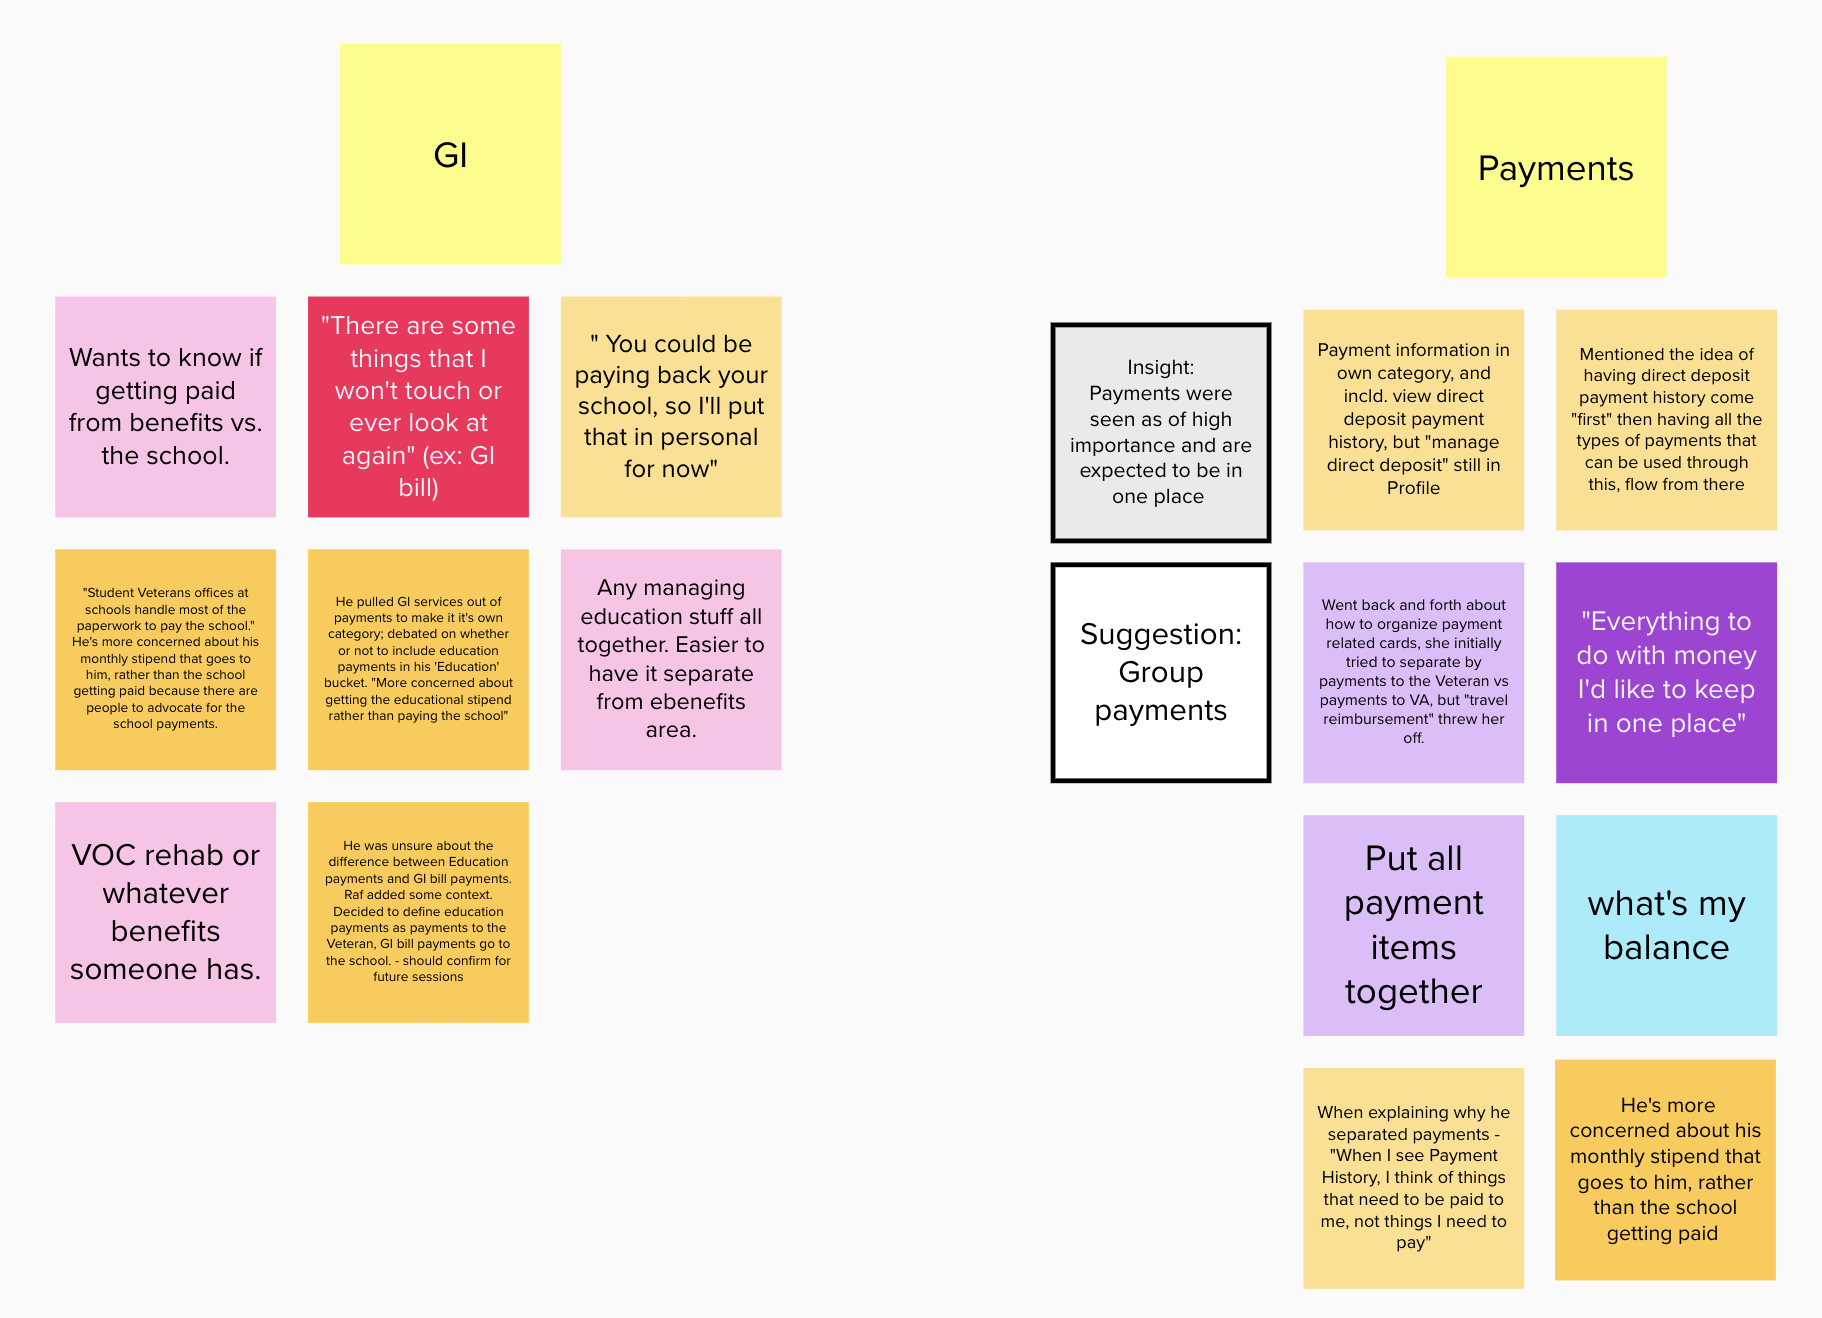 GI
Wants to know if
getting paid
from benefits vs.
the school.
"There are some
things that I
won't touch or
ever look at
again" (ex: GI
bill)
" You could be
paying back your
school, so I'll put
that in personal
for now"
"Student Veterans offices at
schools handle most of the
paperwork to pay the school."
He's more concerned about his
monthly stipend that goes to
him, rather than the school
getting paid because there are
people to advocate for the
school payments.
He pulled GI services out of
payments to make it it's own
category; debated on whether
or not to include education
payments in his 'Education'
bucket. "More concerned about
getting the educational stipend
rather than paying the school"
Any managing
education stuff all
together. Easier to
have it separate
from ebenefits
area.
VOC rehab or
whatever
benefits
someone has.
He was unsure about the
difference between Education
payments and GI bill payments.
Raf added some context.
Decided to define education
payments as payments to the
Veteran, GI bill payments go to
the school. - should confirm for
future sessions
Payments
Insight:
Payments were
seen as of high
importance and are
expected to be in
one place
Payment information in
own category, and
incld. view direct
deposit payment
history, but "manage
direct deposit" still in
Profile
Mentioned the idea of
having direct deposit
payment history come
"first" then having all the
types of payments that
can be used through
this, flow from there
Suggestion:
Group
payments
Went back and forth about
how to organize payment
related cards, she initially
tried to separate by
payments to the Veteran vs
payments to VA, but "travel
reimbursement" threw her
off.
"Everything to
do with money
I'd like to keep
in one place"
Put all
payment
items
together
what's my
balance
When explaining why he
separated payments -
"When I see Payment
History, I think of things
that need to be paid to
me, not things I need to
pay"
He's more
concerned about his
monthly stipend that
goes to him, rather
than the school
getting paid